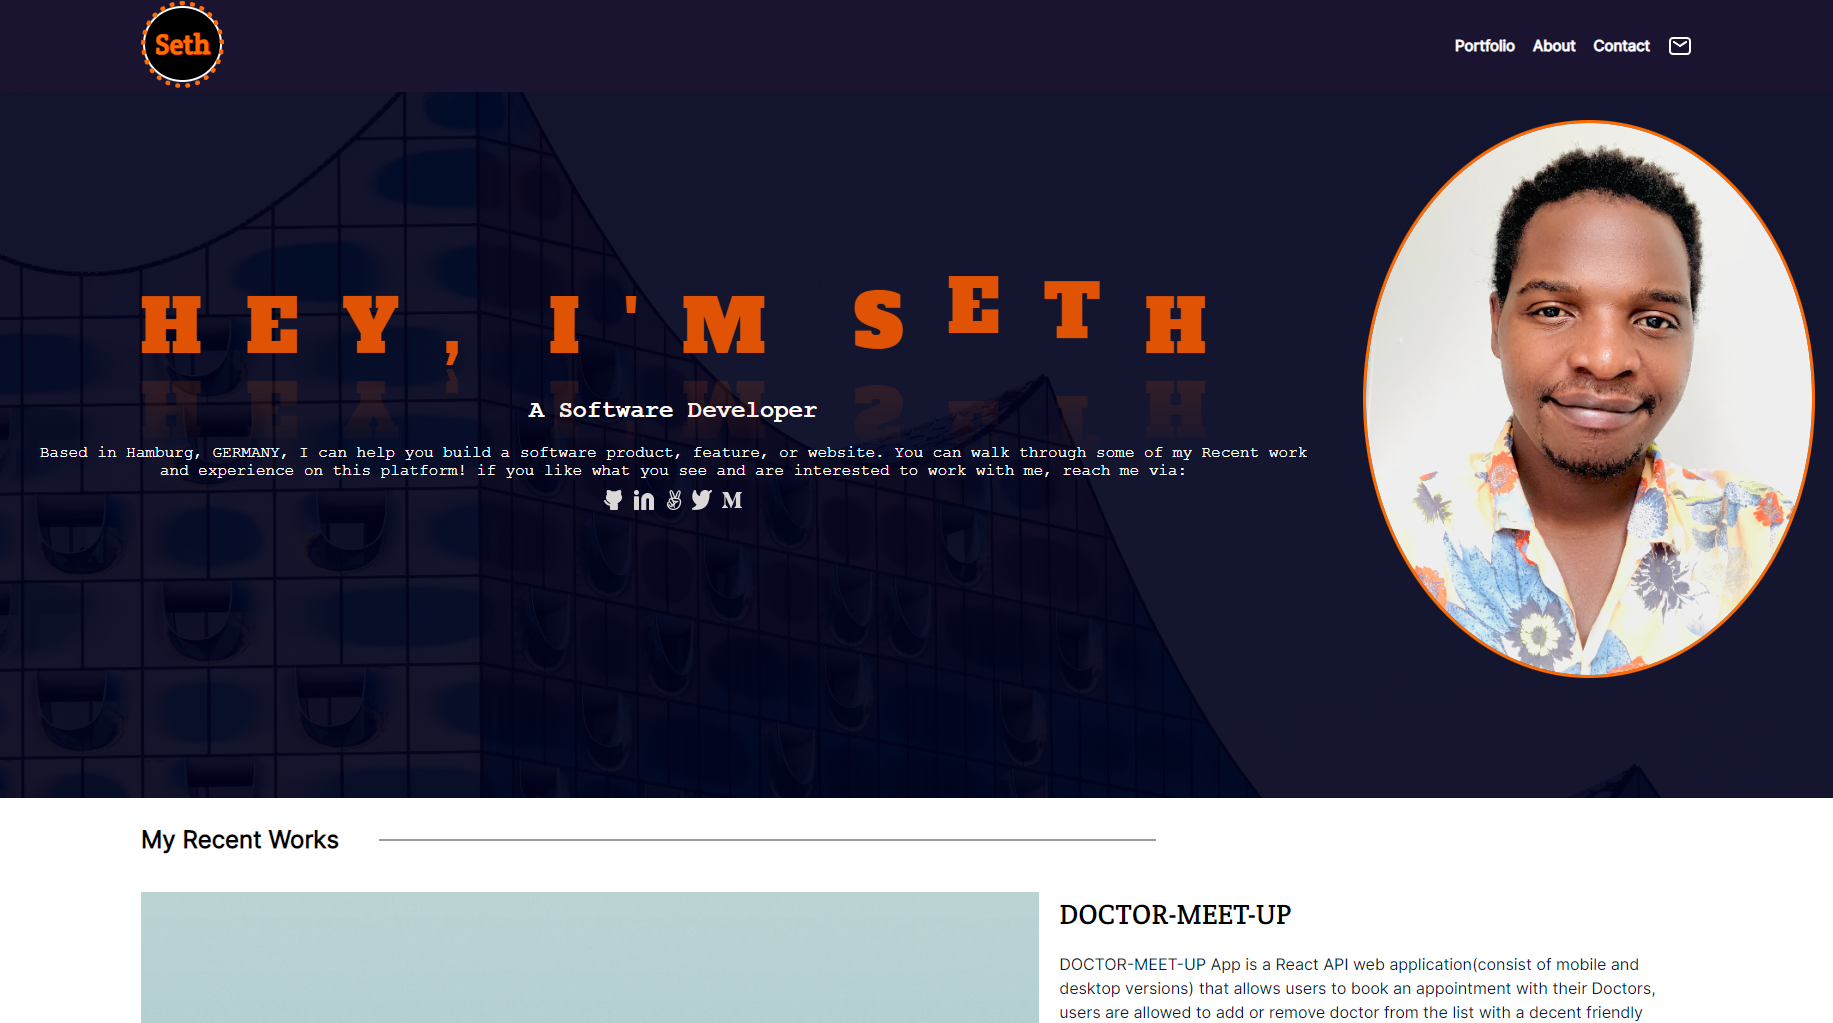 Seth
Portfolio About Contact
HEY, I'M SETH
A Software Developer
Based in Hamburg, GERMANY, I can help you build a software product, feature, or website. You can walk through some of my Recent work
and experience on this platform! if you like what you see and are interested to work with me, reach me via:
My Recent Works
DOCTOR-MEET-UP
DOCTOR-MEET-UP App is a React API web application(consist of mobile and
desktop versions) that allows users to book an appointment with their Doctors,
users are allowed to add or remove doctor from the list with a decent friendly